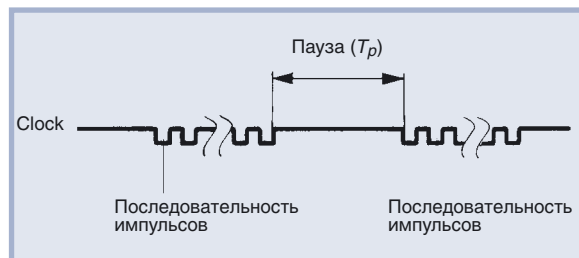 Пауза (Tp)
Clock
Последовательность
импульсов
Последовательность
импульсов